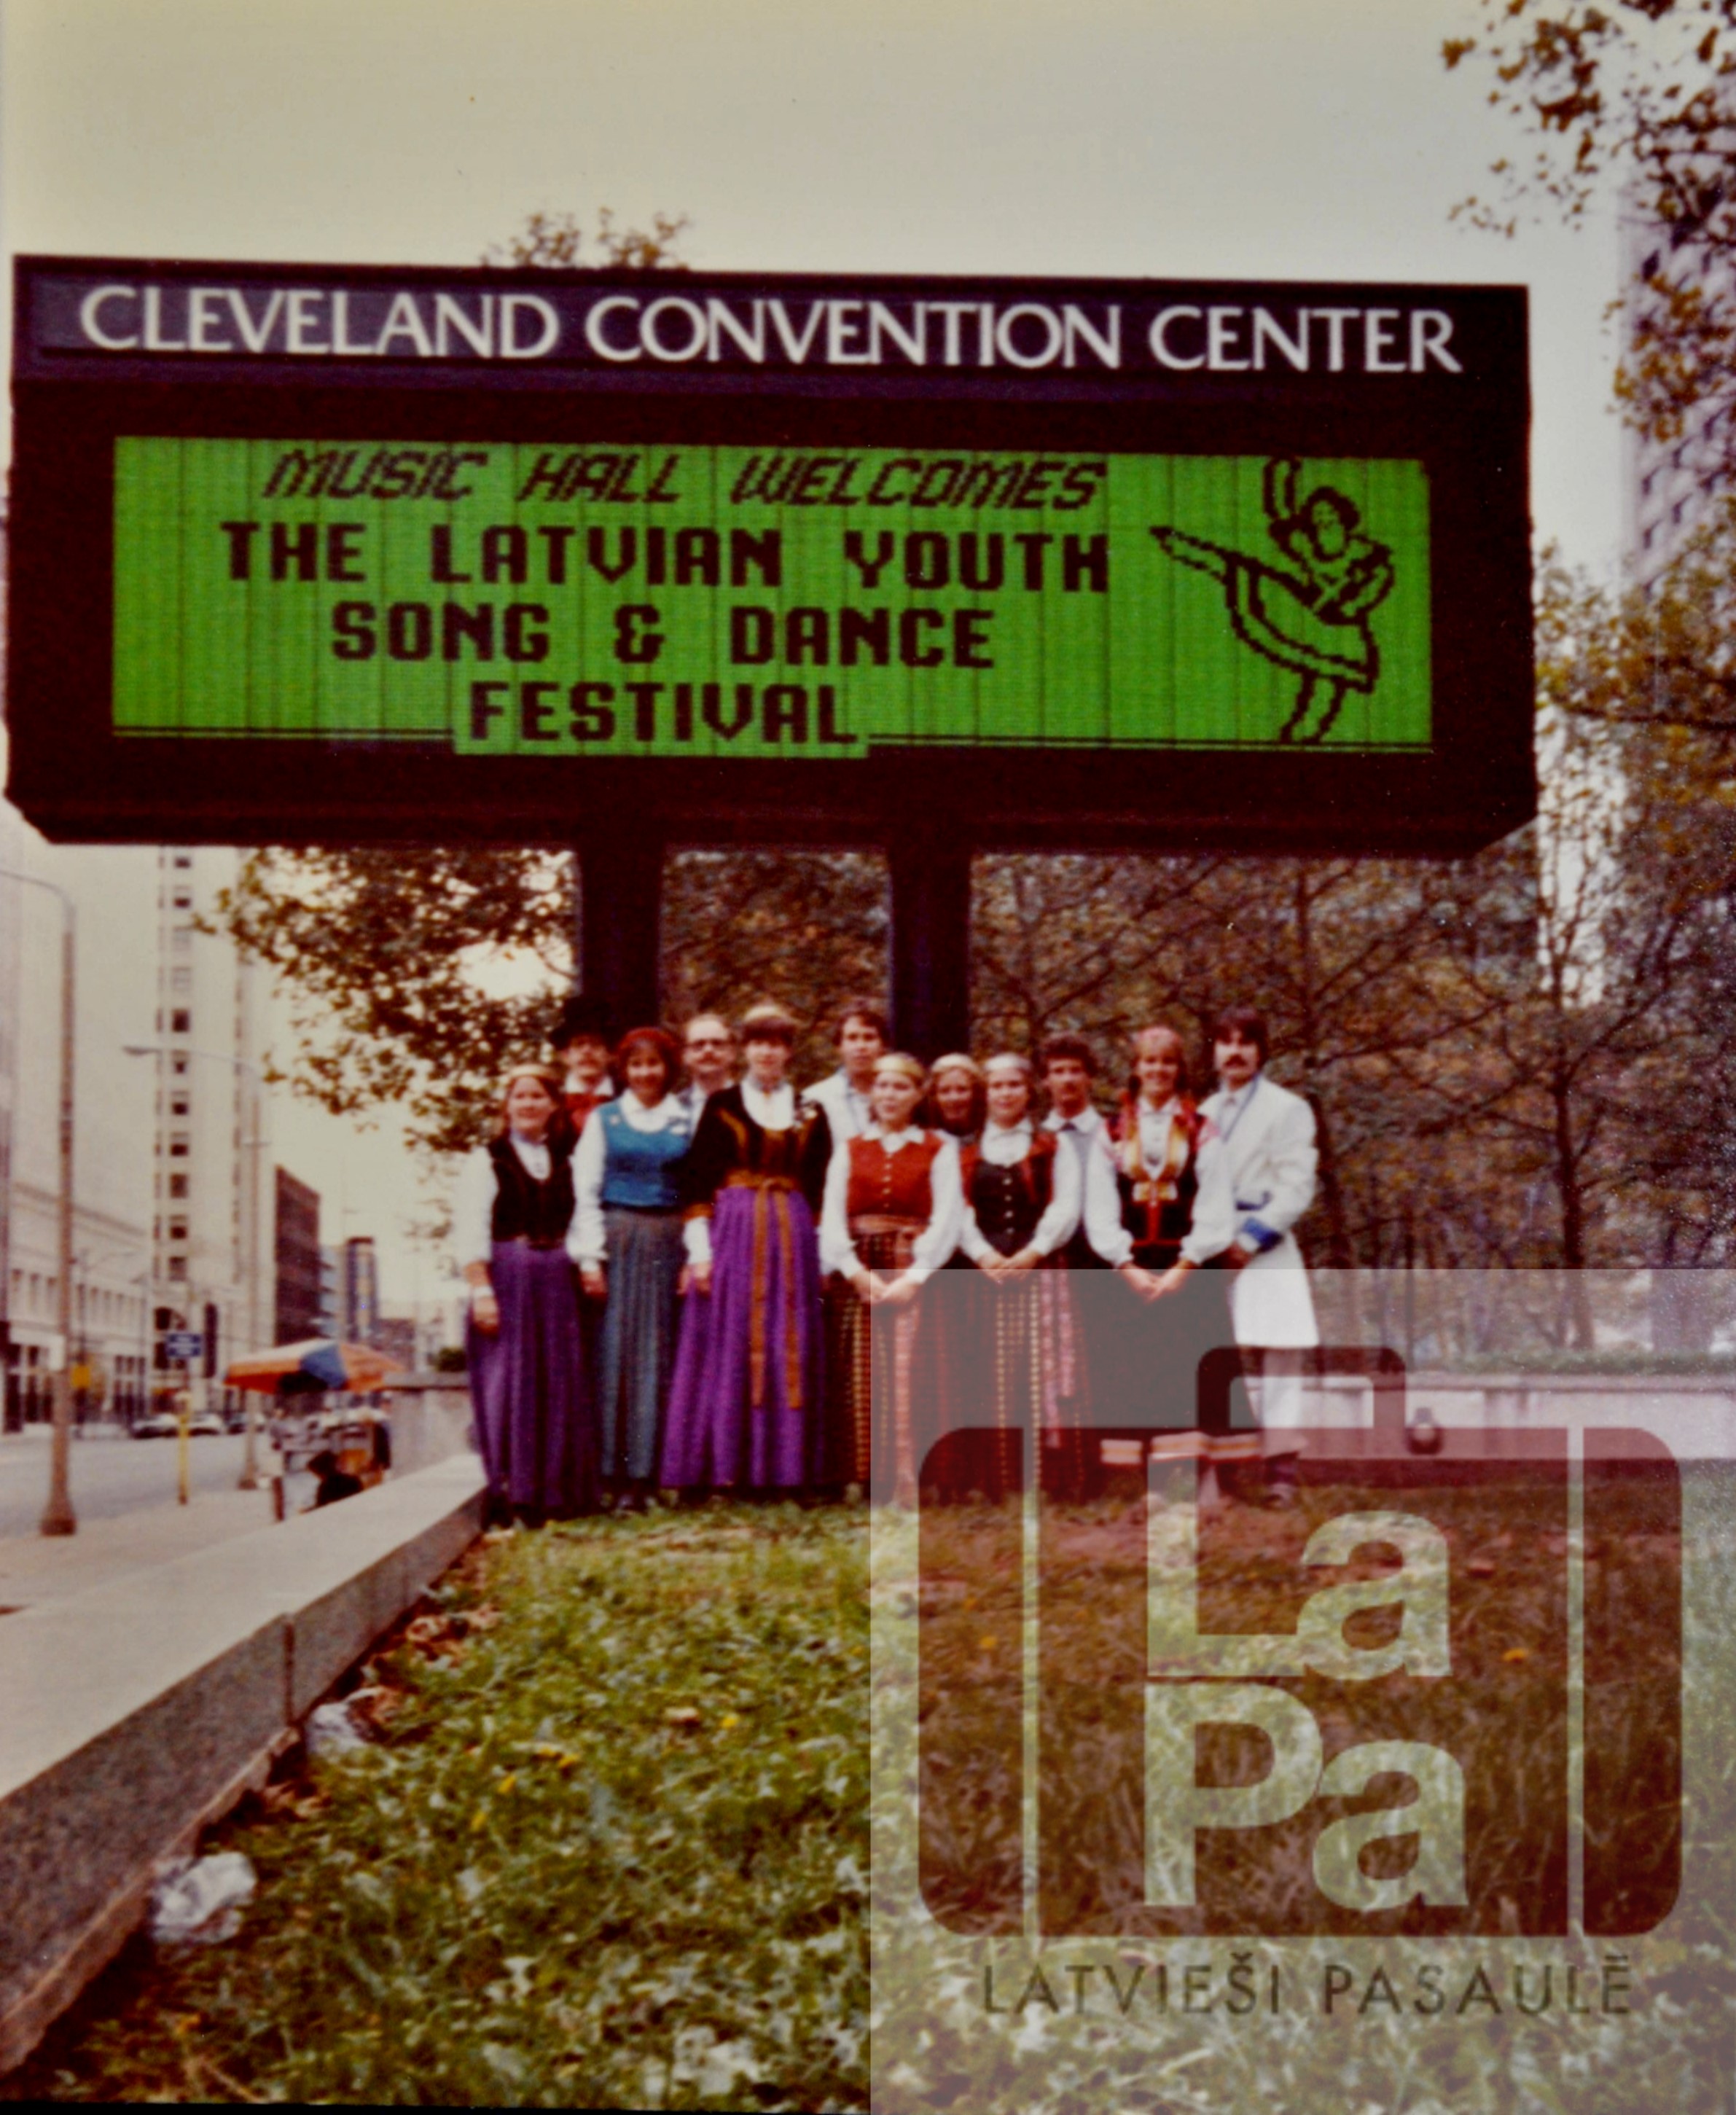 CLEVELAND CONVENTION CENTER
MUSIC HALL WELCOMES
THE LATVIAN YOUTH
SONG & DANCE
FESTIVAL
La
Pa
LATVIEŠI PASAULĒ